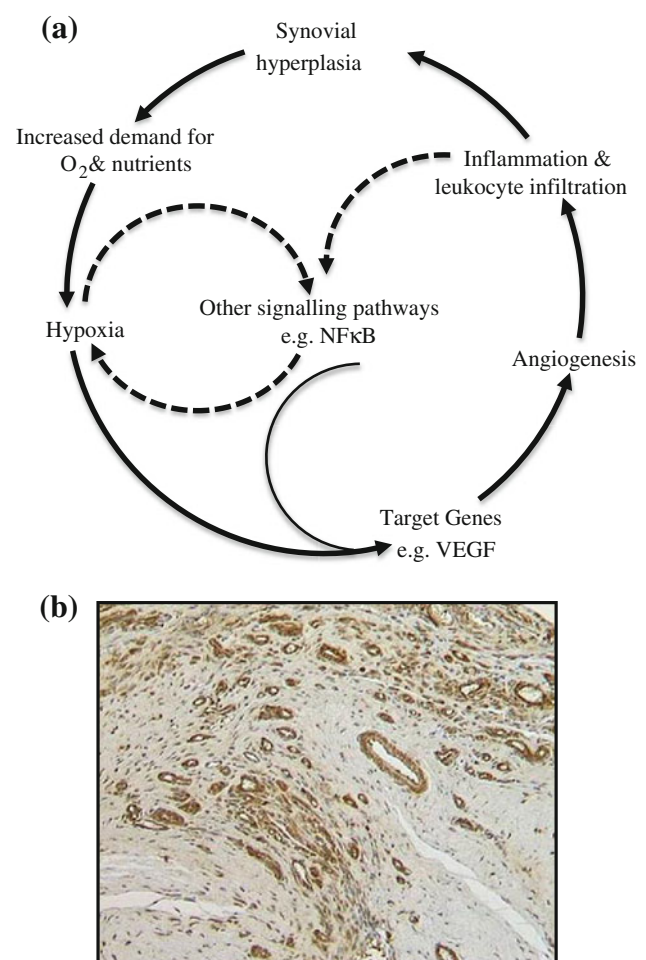 (a)
Synovial
hyperplasia
Increased demand for
O2& nutrients
Inflammation &
leukocyte infiltration
Other signalling pathways
e.g. NFκB
Hypoxia
Angiogenesis
Target Genes
e.g. VEGF
(b)